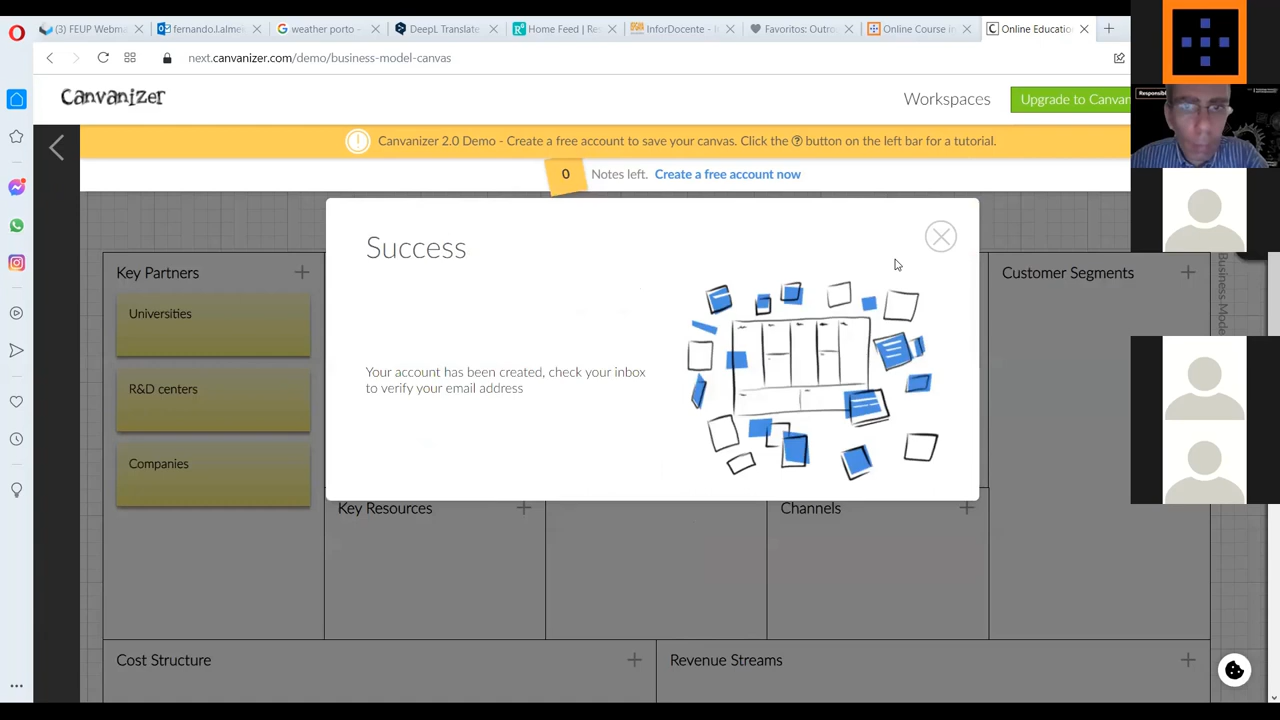 (3) FEUP Webm
fernando.l.almei
weather porto -
DeepL Translate
Home Feed | Re
InforDocente - I
Favoritos: Outro
Online Course i
Online Educatio
next.canvanizer.com/demo/business-model-canvas
Canvanizer
Workspaces
Upgrade to Canvan
Canvanizer 2.0 Demo - Create a free account to save your canvas. Click the ? button on the left bar for a tutorial.
0 Notes left. Create a free account now
Success
Your account has been created, check your inbox
to verify your email address
Key Partners
Universities
R&D centers
Companies
Key Resources
Channels
Customer Segments
Cost Structure
Revenue Streams